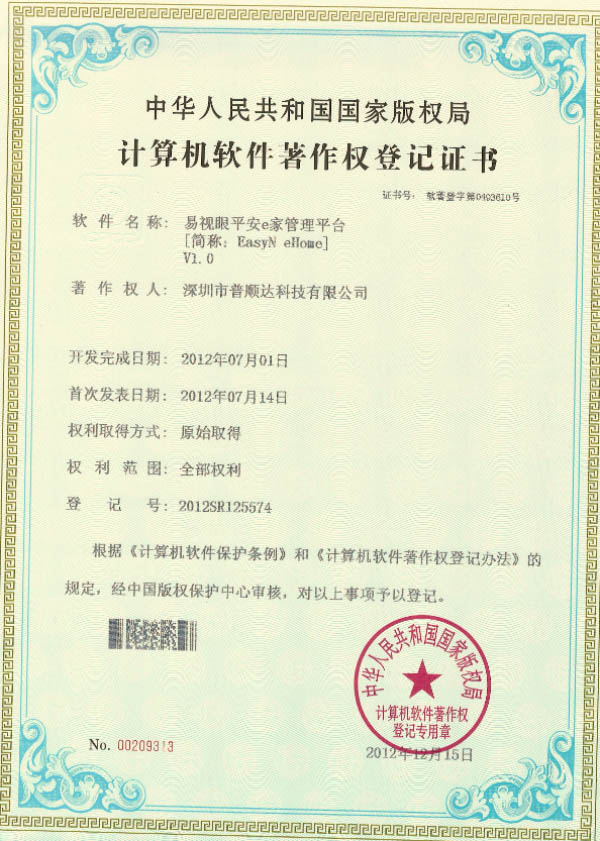 中华人民共和国国家版权局
计算机软件著作权登记证书
证书号: 软著登字第0493610号
软件名称: 易视眼平安e家管理平台
[简称: EasyN eHome]
V1.0
著作权人: 深圳市普顺达科技有限公司
开发完成日期: 2012年07月01日
首次发表日期: 2012年07月14日
权利取得方式: 原始取得
权利范围: 全部权利
登记号: 2012SR125574
根据《计算机软件保护条例》和《计算机软件著作权登记办法》的
规定，经中国版权保护中心审核，对以上事项予以登记。
中华人民共和国国家版权局
计算机软件著作权
登记专用章
No. 00209313
2012年12月15日